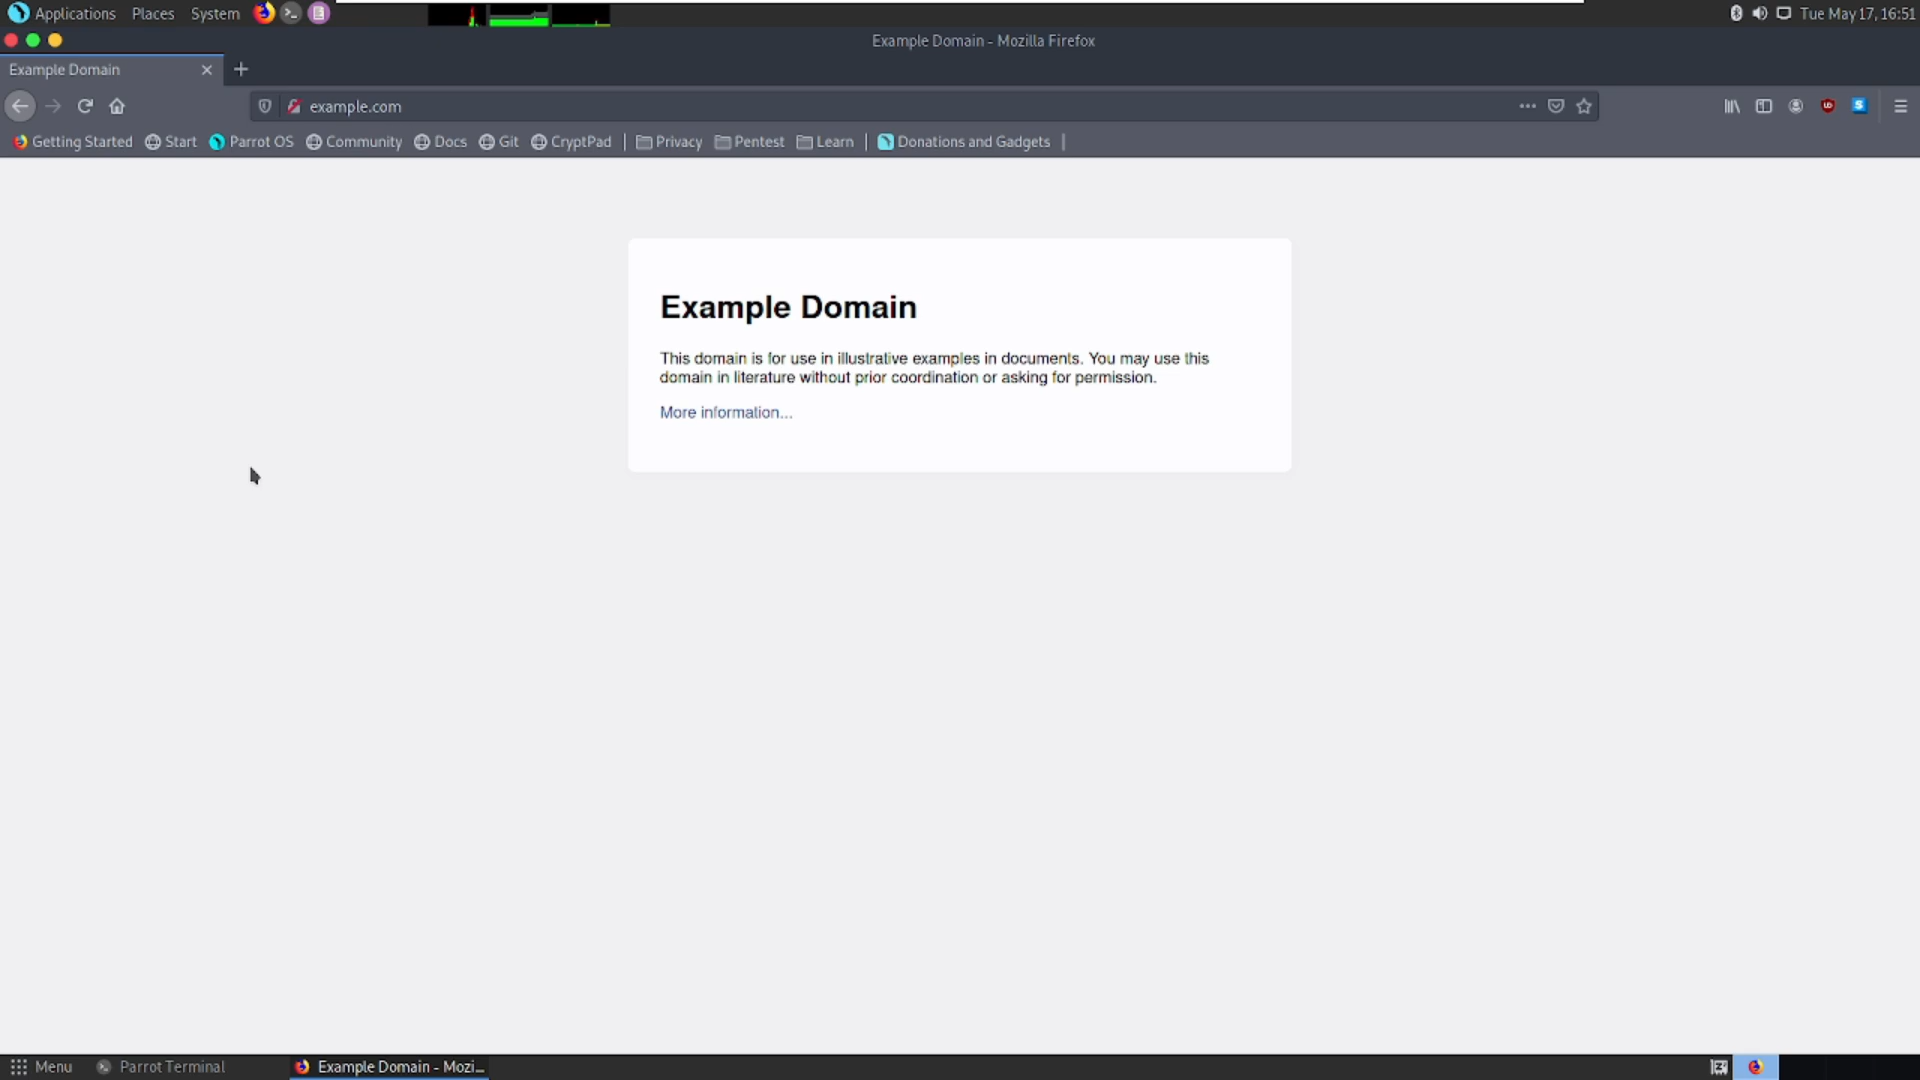 Applications Places System Tue May 17, 16:51
Example Domain - Mozilla Firefox
Example Domain
example.com
Getting Started Start Parrot OS Community Docs Git CryptPad Privacy Pentest Learn Donations and Gadgets
Example Domain
This domain is for use in illustrative examples in documents. You may use this
domain in literature without prior coordination or asking for permission.
More information...
Menu Parrot Terminal Example Domain - Mozi...